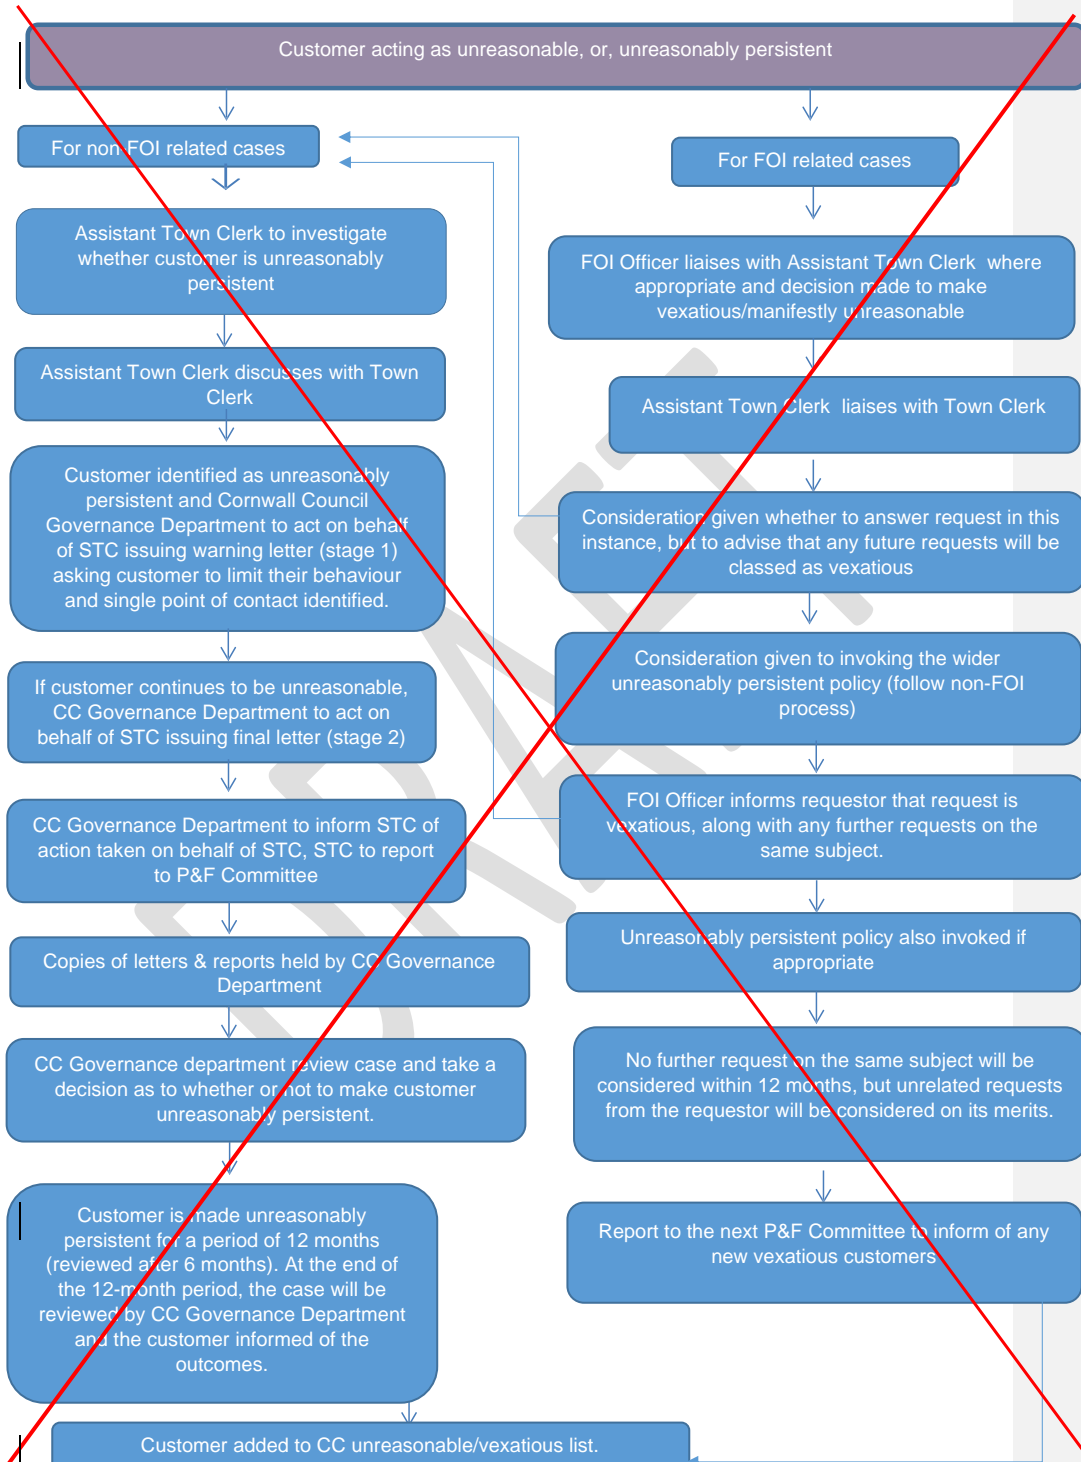 Customer acting as unreasonable, or, unreasonably persistent
For non-FOI related cases
Assistant Town Clerk to investigate
whether customer is unreasonably
persistent
Assistant Town Clerk discusses with Town
Clerk
Customer identified as unreasonably
persistent and Cornwall Council
Governance Department to act on behalf
of STC issuing warning letter (stage 1)
asking customer to limit their behaviour
and single point of contact identified.
If customer continues to be unreasonable,
CC Governance Department to act on
behalf of STC issuing final letter (stage 2)
CC Governance Department to inform STC of
action taken on behalf of STC, STC to report
to P&F Committee
Copies of letters & reports held by CC Governance
Department
CC Governance department review case and take a
decision as to whether or not to make customer
unreasonably persistent.
Customer is made unreasonably
persistent for a period of 12 months
(reviewed after 6 months). At the end of
the 12-month period, the case will be
reviewed by CC Governance Department
and the customer informed of the
outcomes.
For FOI related cases
FOI Officer liaises with Assistant Town Clerk where
appropriate and decision made to make
vexatious/manifestly unreasonable
Assistant Town Clerk liaises with Town Clerk
Consideration given whether to answer request in this
instance, but to advise that any future requests will be
classed as vexatious
Consideration given to invoking the wider
unreasonably persistent policy (follow non-FOI
process)
FOI Officer informs requestor that request is
vexatious, along with any further requests on the
same subject.
Unreasonably persistent policy also invoked if
appropriate
No further request on the same subject will be
considered within 12 months, but unrelated requests
from the requestor will be considered on its merits.
Report to the next P&F Committee to inform of any
new vexatious customers
Customer added to CC unreasonable/vexatious list.
DRAFT